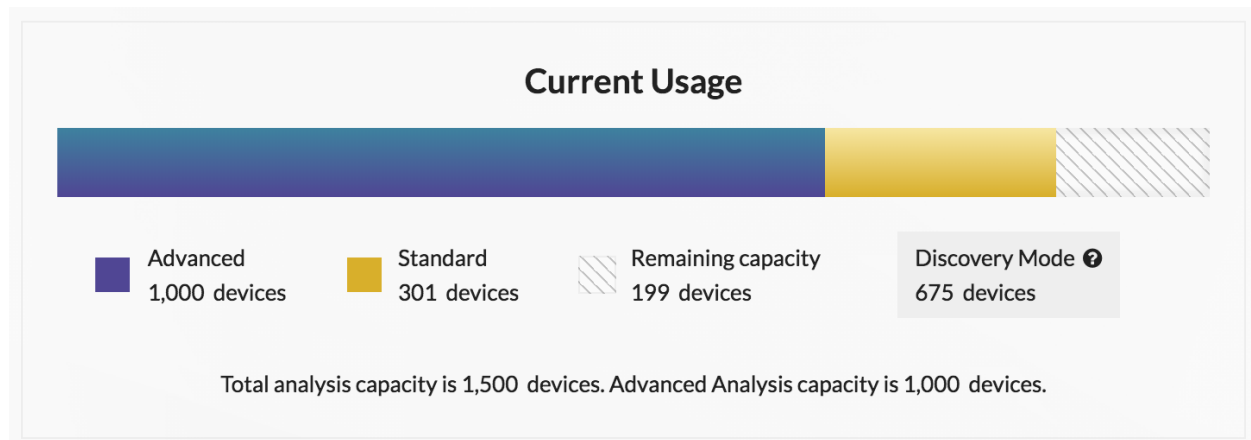 Current Usage
Advanced
1,000 devices
Standard
301 devices
Remaining capacity
199 devices
Discovery Mode ?
675 devices
Total analysis capacity is 1,500 devices. Advanced Analysis capacity is 1,000 devices.